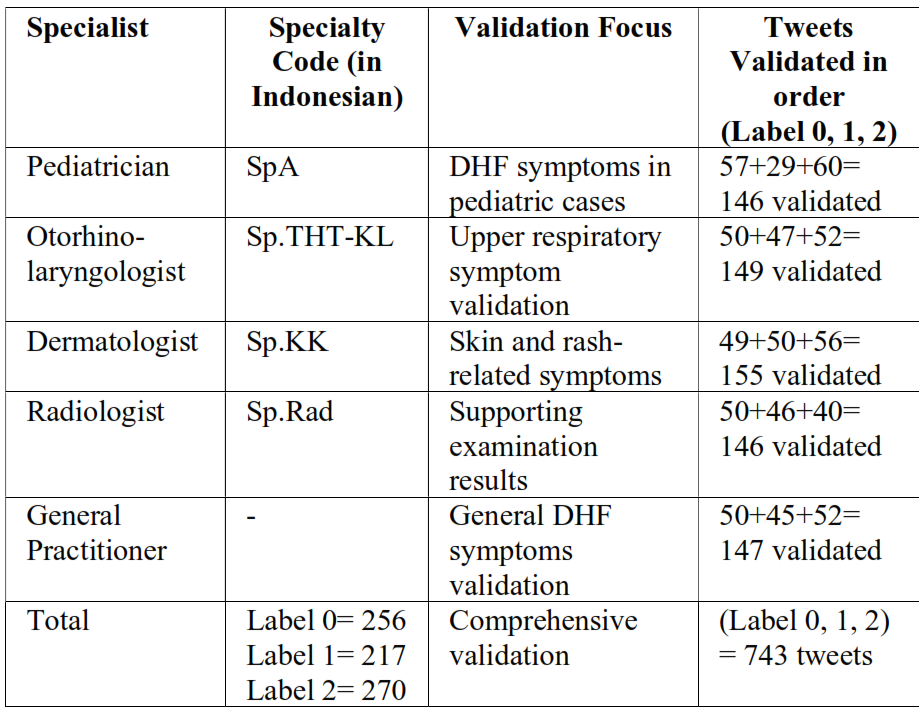 Specialist
Specialty
Code (in
Indonesian)
Validation Focus
Tweets
Validated in
order
(Label 0, 1, 2)
Pediatrician
SpA
DHF symptoms in
pediatric cases
57+29+60=
146 validated
Otorhino-
laryngologist
Sp.THT-KL
Upper respiratory
symptom
validation
50+47+52=
149 validated
Dermatologist
Sp.KK
Skin and rash-
related symptoms
49+50+56=
155 validated
Radiologist
Sp.Rad
Supporting
examination
results
50+46+40=
146 validated
General
Practitioner
-
General DHF
symptoms
validation
50+45+52=
147 validated
Total
Label 0= 256
Label 1= 217
Label 2= 270
Comprehensive
validation
(Label 0, 1, 2)
= 743 tweets